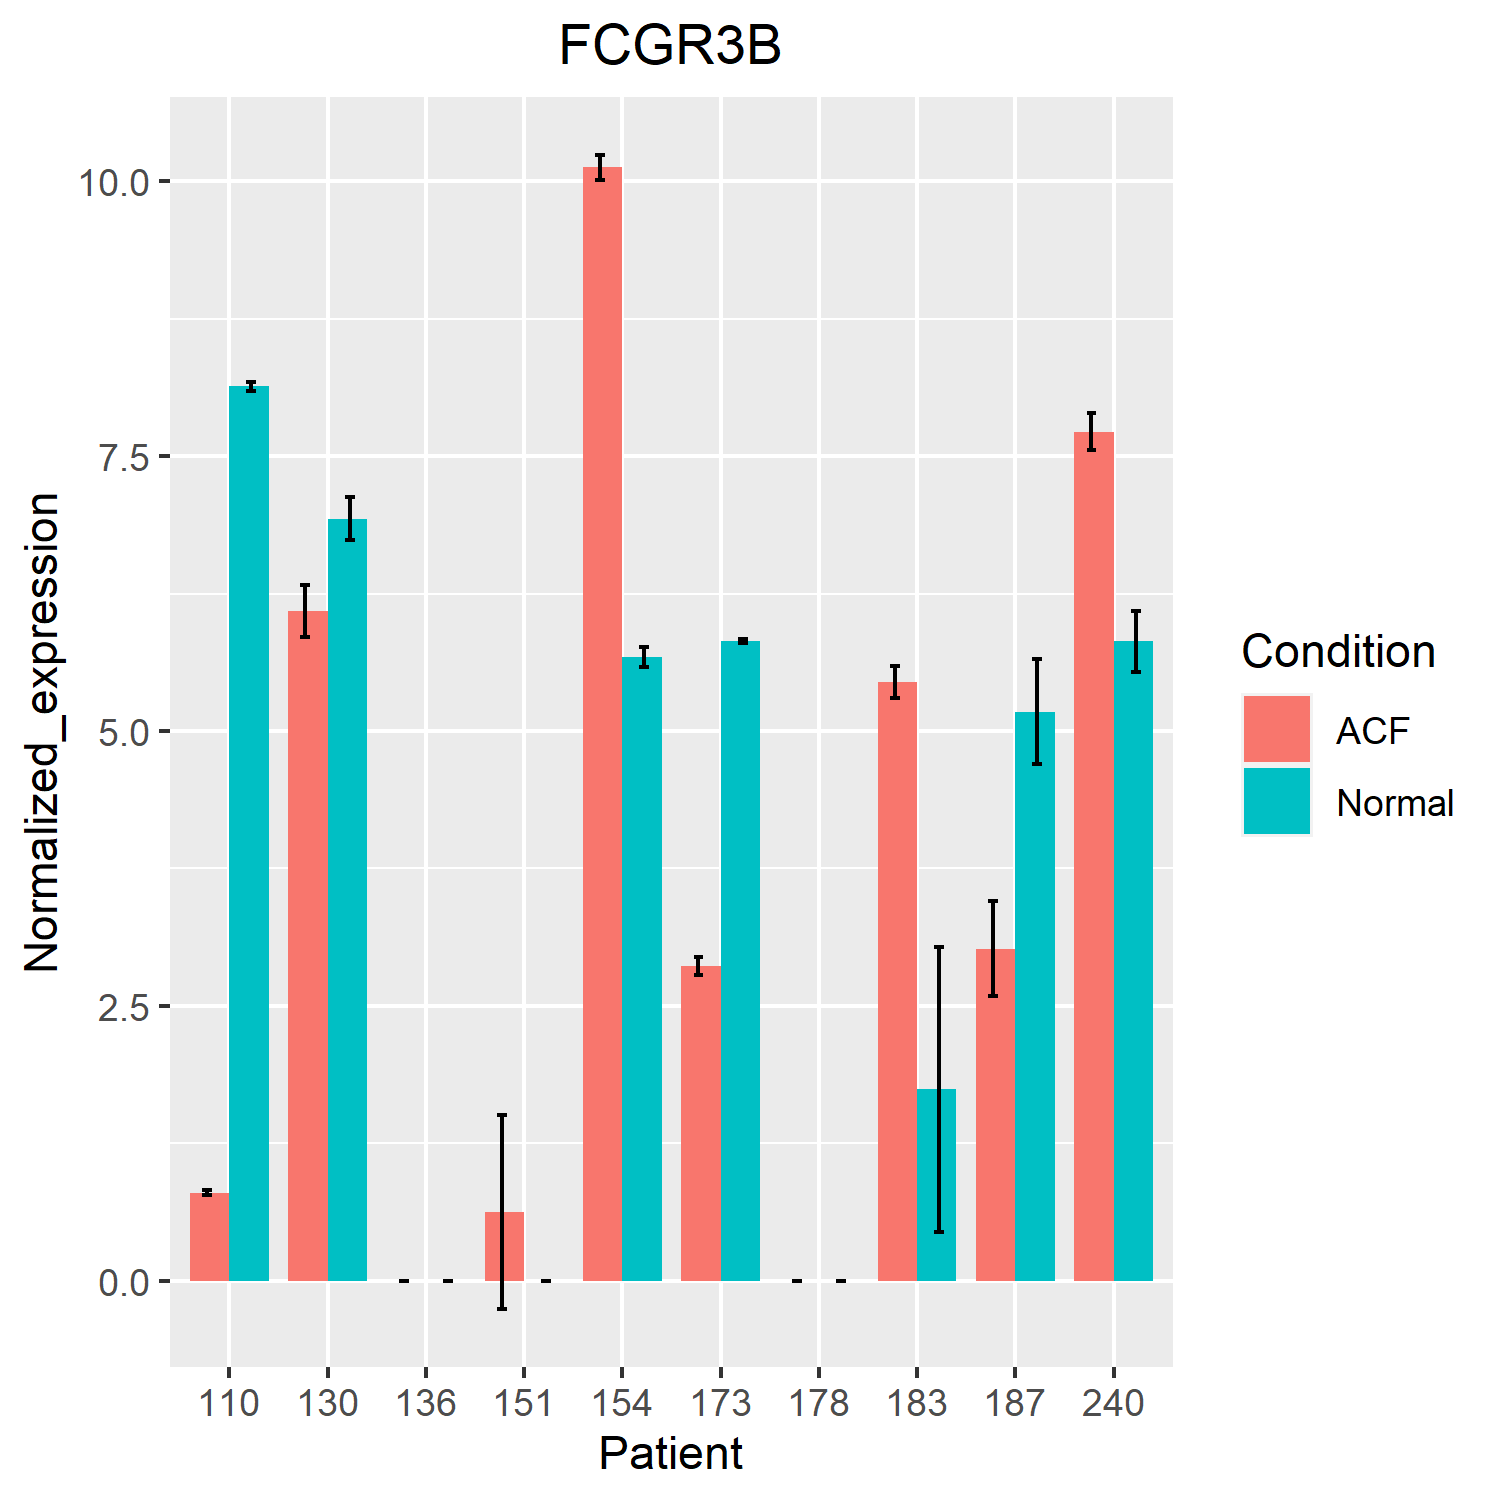 FCGR3B
Normalized_expression
10.0
7.5
5.0
2.5
0.0
110 130 136 151 154 173 178 183 187 240
Patient
Condition
ACF
Normal